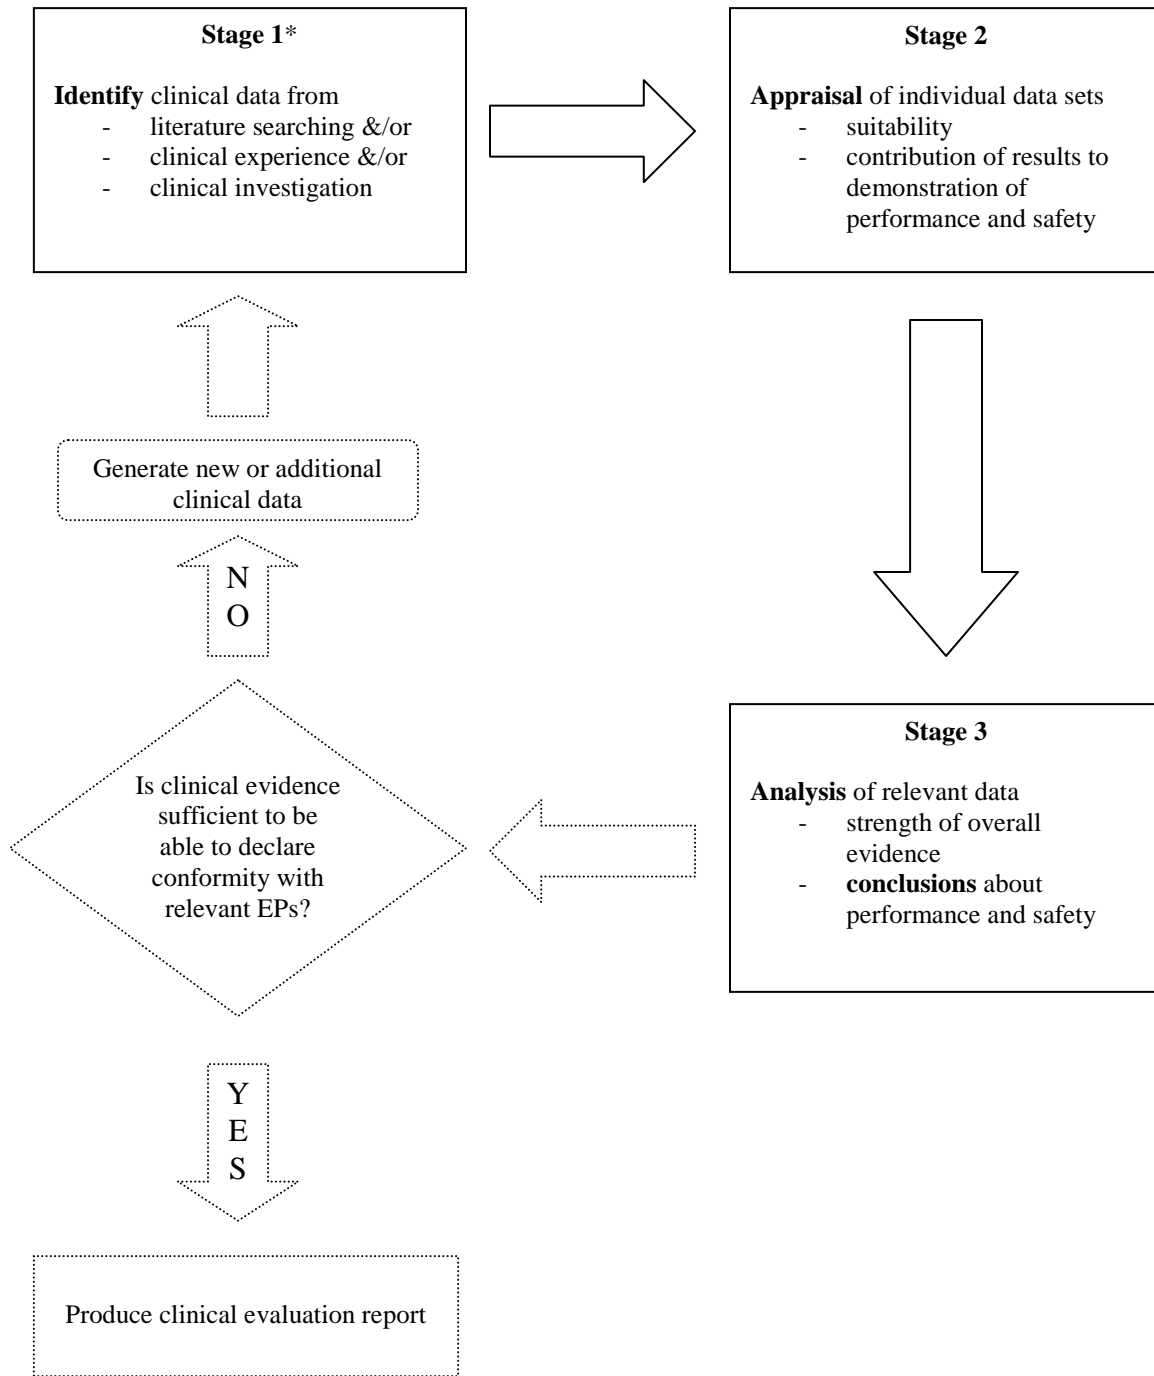 Stage 1*
Identify clinical data from
- literature searching &/or
- clinical experience &/or
- clinical investigation
Stage 2
Appraisal of individual data sets
- suitability
- contribution of results to
demonstration of
performance and safety
Stage 3
Analysis of relevant data
- strength of overall
evidence
- conclusions about
performance and safety
Is clinical evidence
sufficient to be
able to declare
conformity with
relevant EPs?
N
O
Generate new or additional
clinical data
Y
E
S
Produce clinical evaluation report